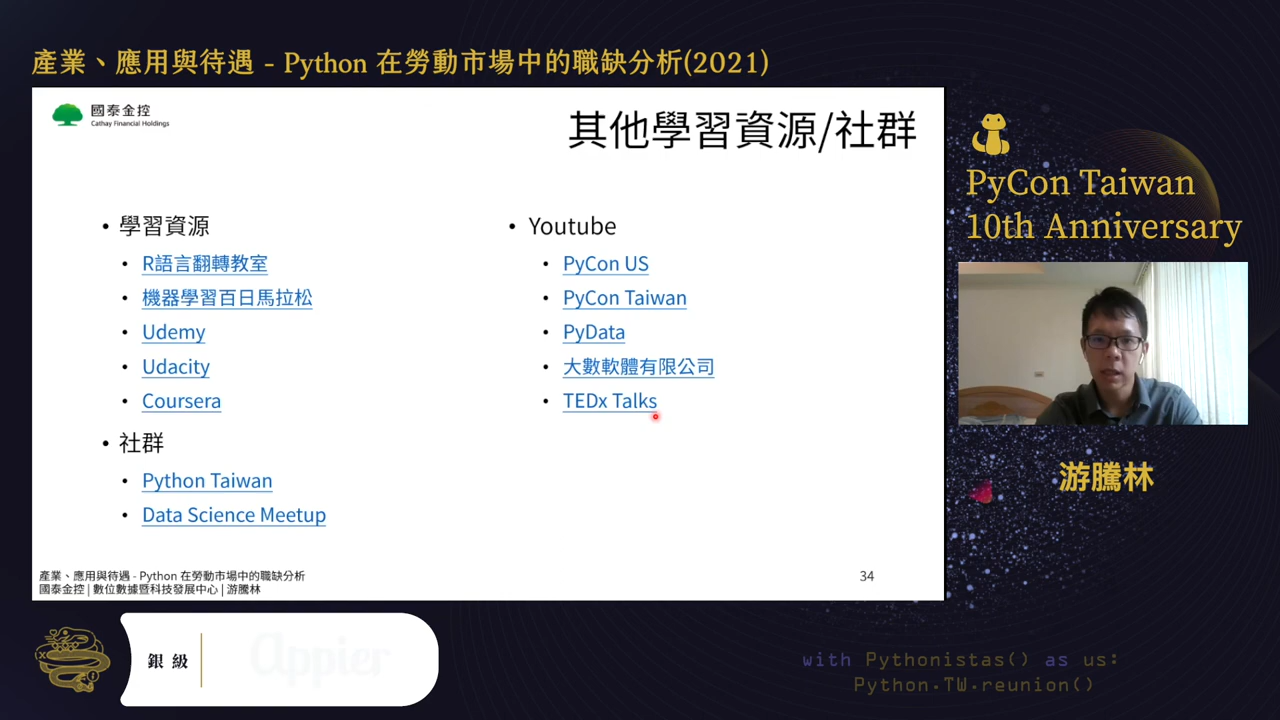 產業、應用與待遇 - Python 在勞動市場中的職缺分析(2021)
國泰金控
Cathay Financial Holdings
其他學習資源/社群
• 學習資源
• R語言翻轉教室
• 機器學習百日馬拉松
• Udemy
• Udacity
• Coursera
• 社群
• Python Taiwan
• Data Science Meetup
• Youtube
• PyCon US
• PyCon Taiwan
• PyData
• 大數軟體有限公司
• TEDx Talks
產業、應用與待遇 - Python 在勞動市場中的職缺分析
國泰金控 | 數位數據暨科技發展中心 | 游騰林
34
PyCon Taiwan
10th Anniversary
游騰林
銀級
Appier
with Pythonistas() as us:
Python.TW.reunion()